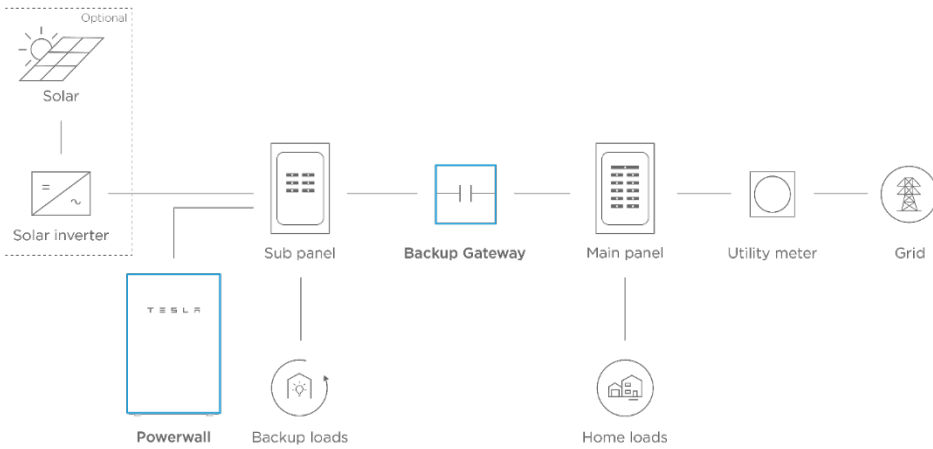 Optional
Solar
Solar inverter
Sub panel
Backup Gateway
Main panel
Utility meter
Grid
TESLA
Powerwall
Backup loads
Home loads